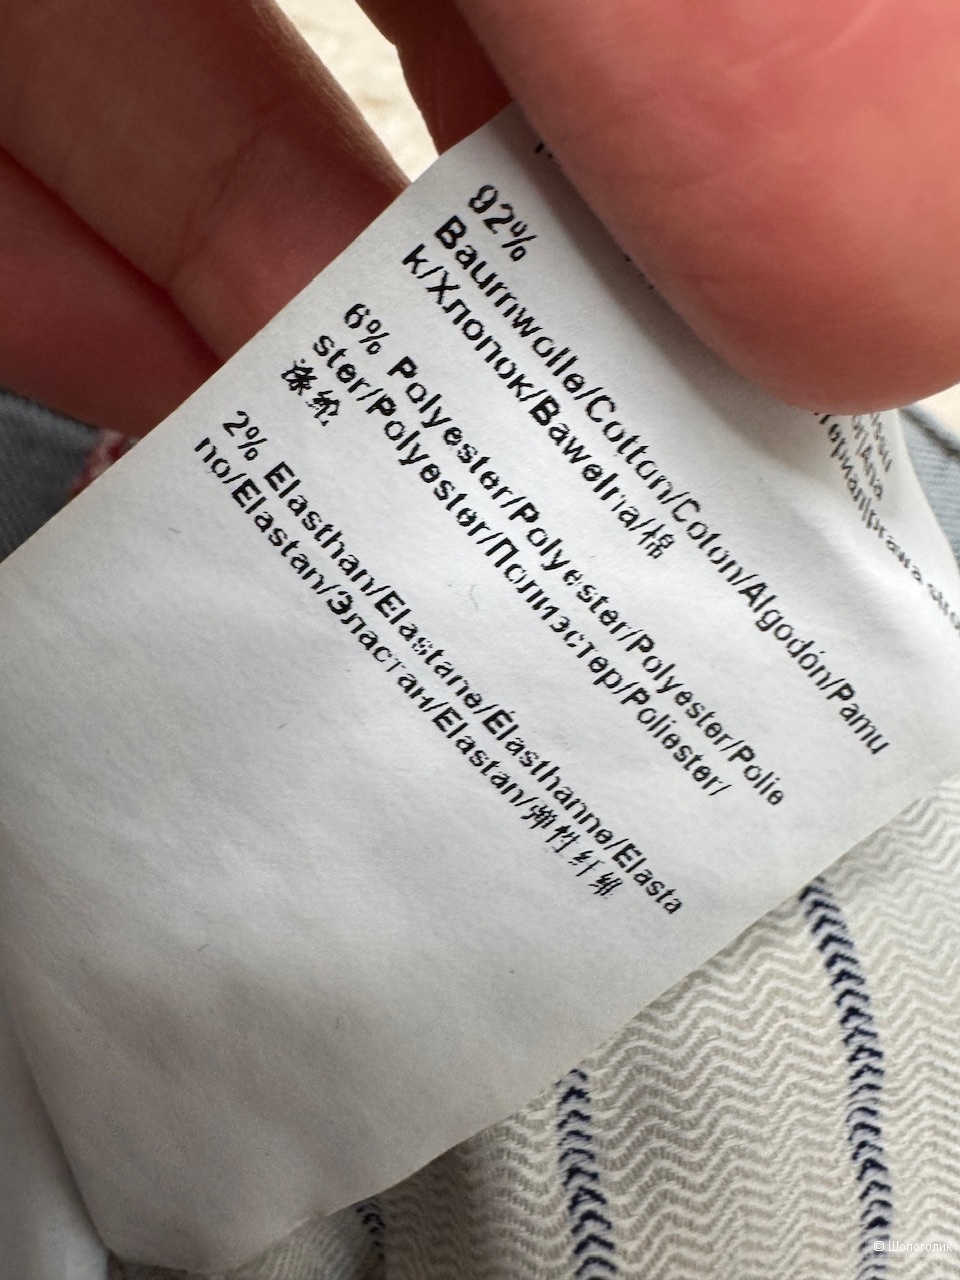 92%
Baumwolle/Cotton/Coton/Algodón/Pamu
k/Хлопок/Bawełna/棉
6% Polyester/Polyester/Polyester/Polie
ster/Polyester/Полиэстер/Poliester/
涤纶
2% Elasthan/Elastane/Élasthanne/Elasta
no/Elastan/Эластан/Elastan/弹性纤维
© Шопоголик